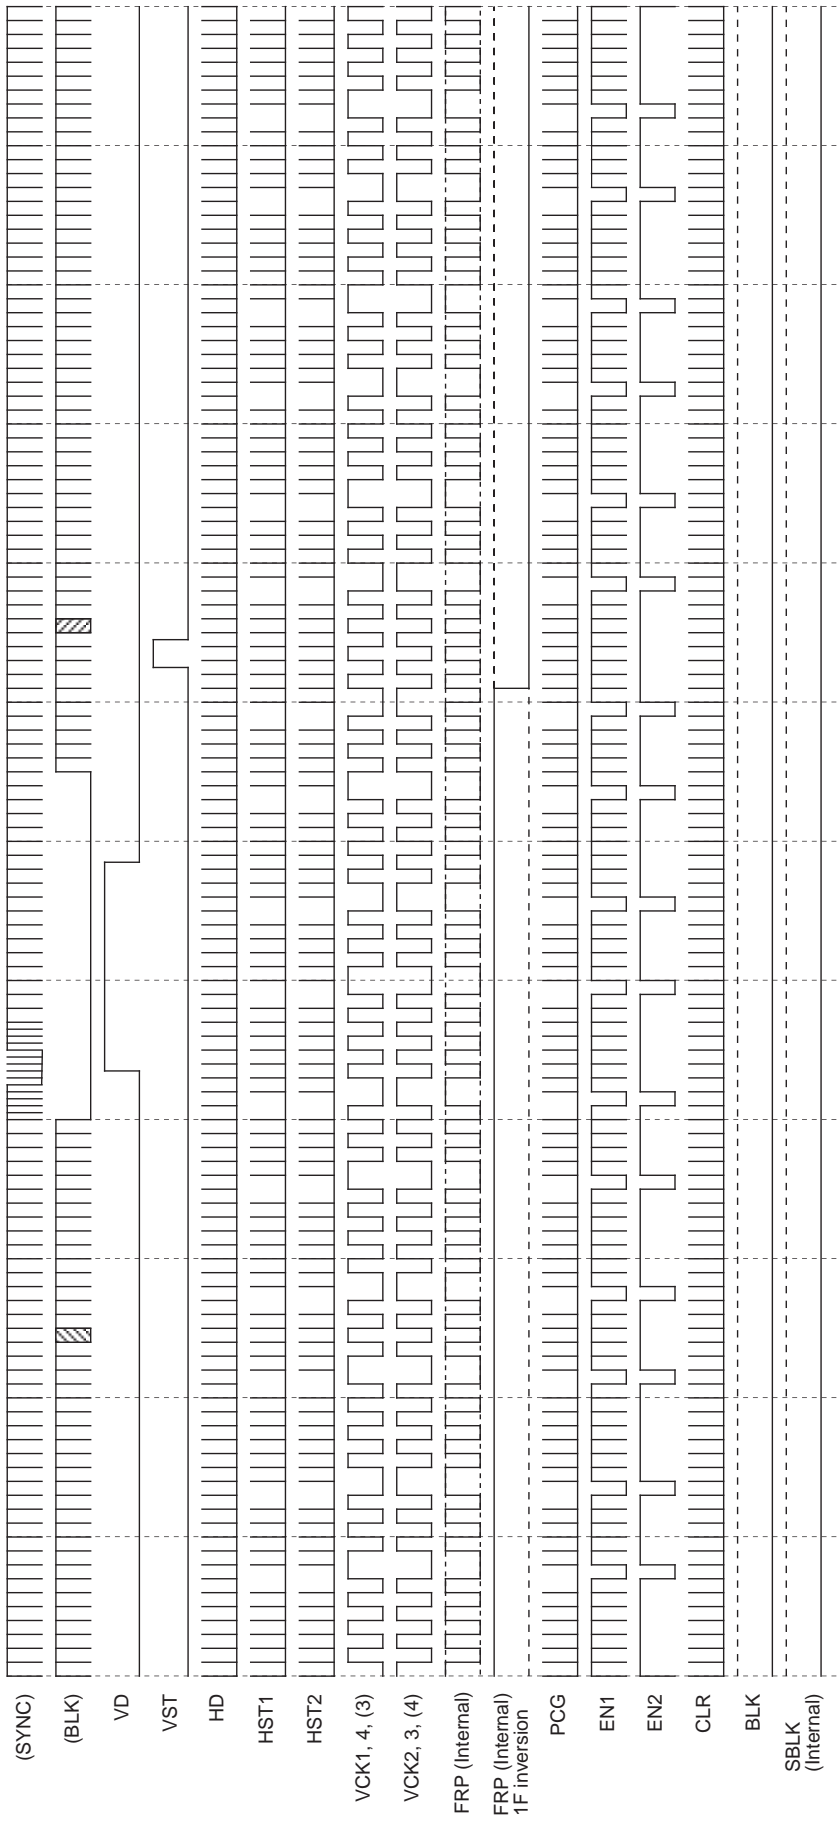 (SYNC)
(BLK)
VD
VST
HD
HST1
HST2
VCK1, 4, (3)
VCK2, 3, (4)
FRP (Internal)
FRP (Internal)
1F inversion
PCG
EN1
EN2
CLR
BLK
SBLK
(Internal)